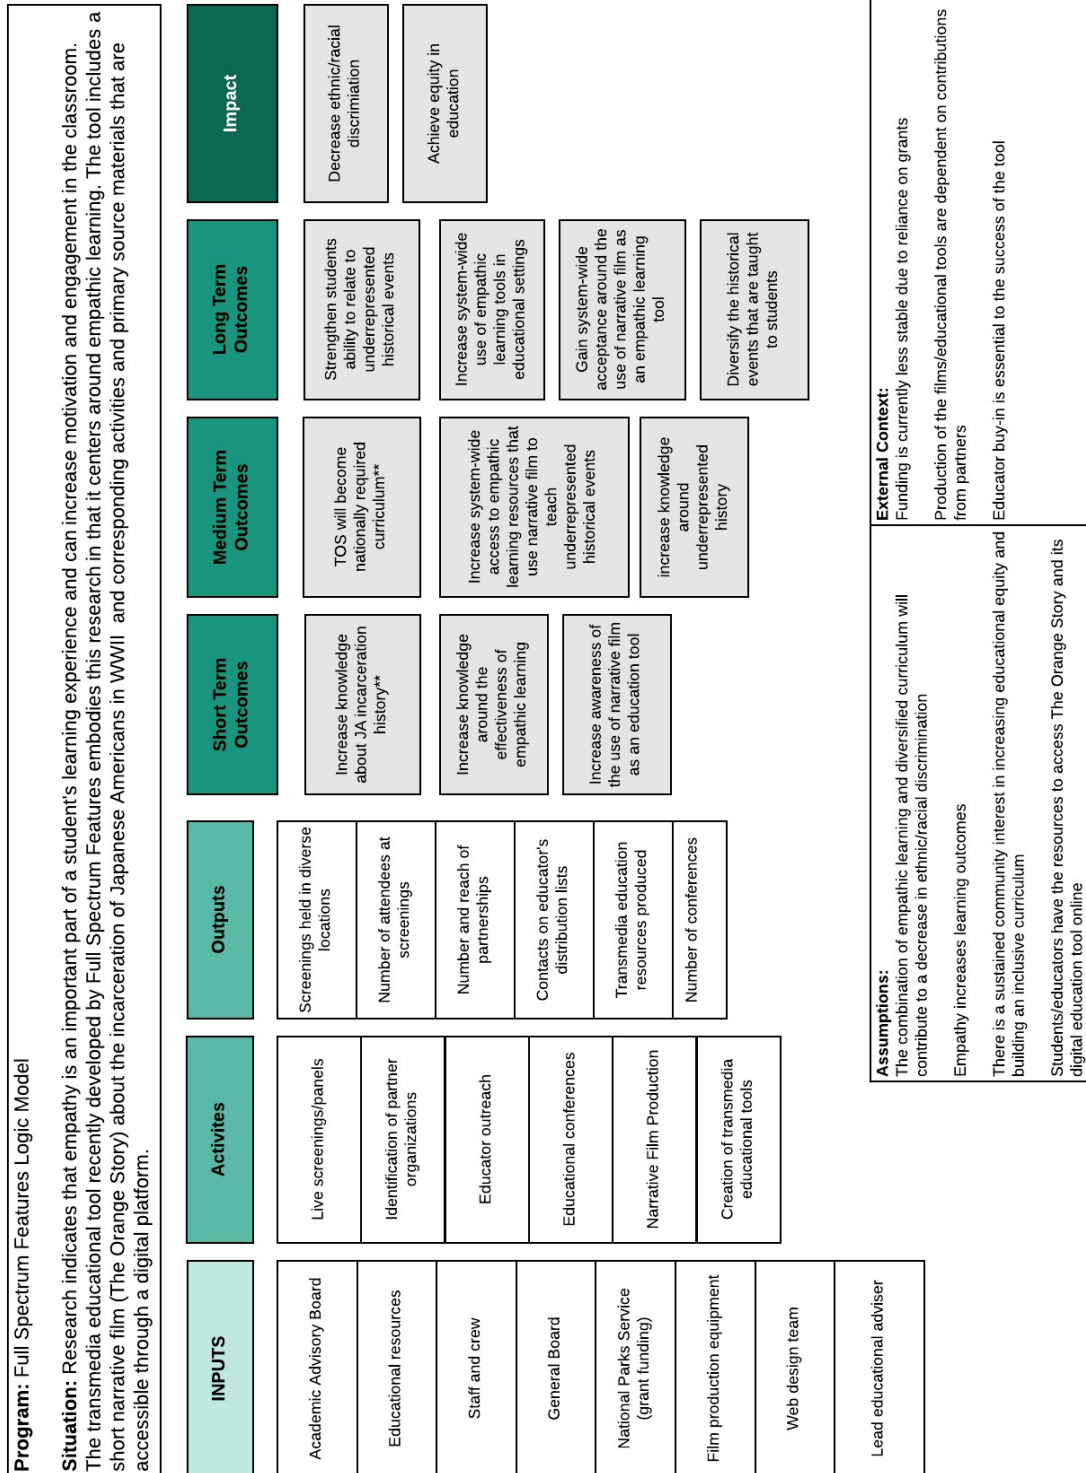 Program: Full Spectrum Features Logic Model
Situation: Research indicates that empathy is an important part of a student's learning experience and can increase motivation and engagement in the classroom.
The transmedia educational tool recently developed by Full Spectrum Features embodies this research in that it centers around empathic learning. The tool includes a
short narrative film (The Orange Story) about the incarceration of Japanese Americans in WWII and corresponding activities and primary source materials that are
accessible through a digital platform.
INPUTS
Academic Advisory Board
Educational resources
Staff and crew
General Board
National Parks Service
(grant funding)
Film production equipment
Web design team
Lead educational adviser
Activites
Live screenings/panels
Identification of partner
organizations
Educator outreach
Educational conferences
Narrative Film Production
Creation of transmedia
educational tools
Outputs
Screenings held in diverse
locations
Number of attendees at
screenings
Number and reach of
partnerships
Contacts on educator's
distribution lists
Transmedia education
resources produced
Number of conferences
Short Term
Outcomes
Increase knowledge
about JA incarceration
history**
Increase knowledge
around the
effectiveness of
empathic learning
Increase awareness of
the use of narrative film
as an education tool
Medium Term
Outcomes
TOS will become
nationally required
curriculum**
Increase system-wide
access to empathic
learning resources that
use narrative film to
teach
underrepresented
historical events
increase knowledge
around
underrepresented
history
Long Term
Outcomes
Strengthen students
ability to relate to
underrepresented
historical events
Increase system-wide
use of empathic
learning tools in
educational settings
Gain system-wide
acceptance around the
use of narrative film as
an empathic learning
tool
Diversify the historical
events that are taught
to students
Impact
Decrease ethnic/racial
discrimiation
Achieve equity in
education
Assumptions:
The combination of empathic learning and diversified curriculum will
contribute to a decrease in ethnic/racial discrimination
Empathy increases learning outcomes
There is a sustained community interest in increasing educational equity and
building an inclusive curriculum
Students/educators have the resources to access The Orange Story and its
digital education tool online
External Context:
Funding is currently less stable due to reliance on grants
Production of the films/educational tools are dependent on contributions
from partners
Educator buy-in is essential to the success of the tool